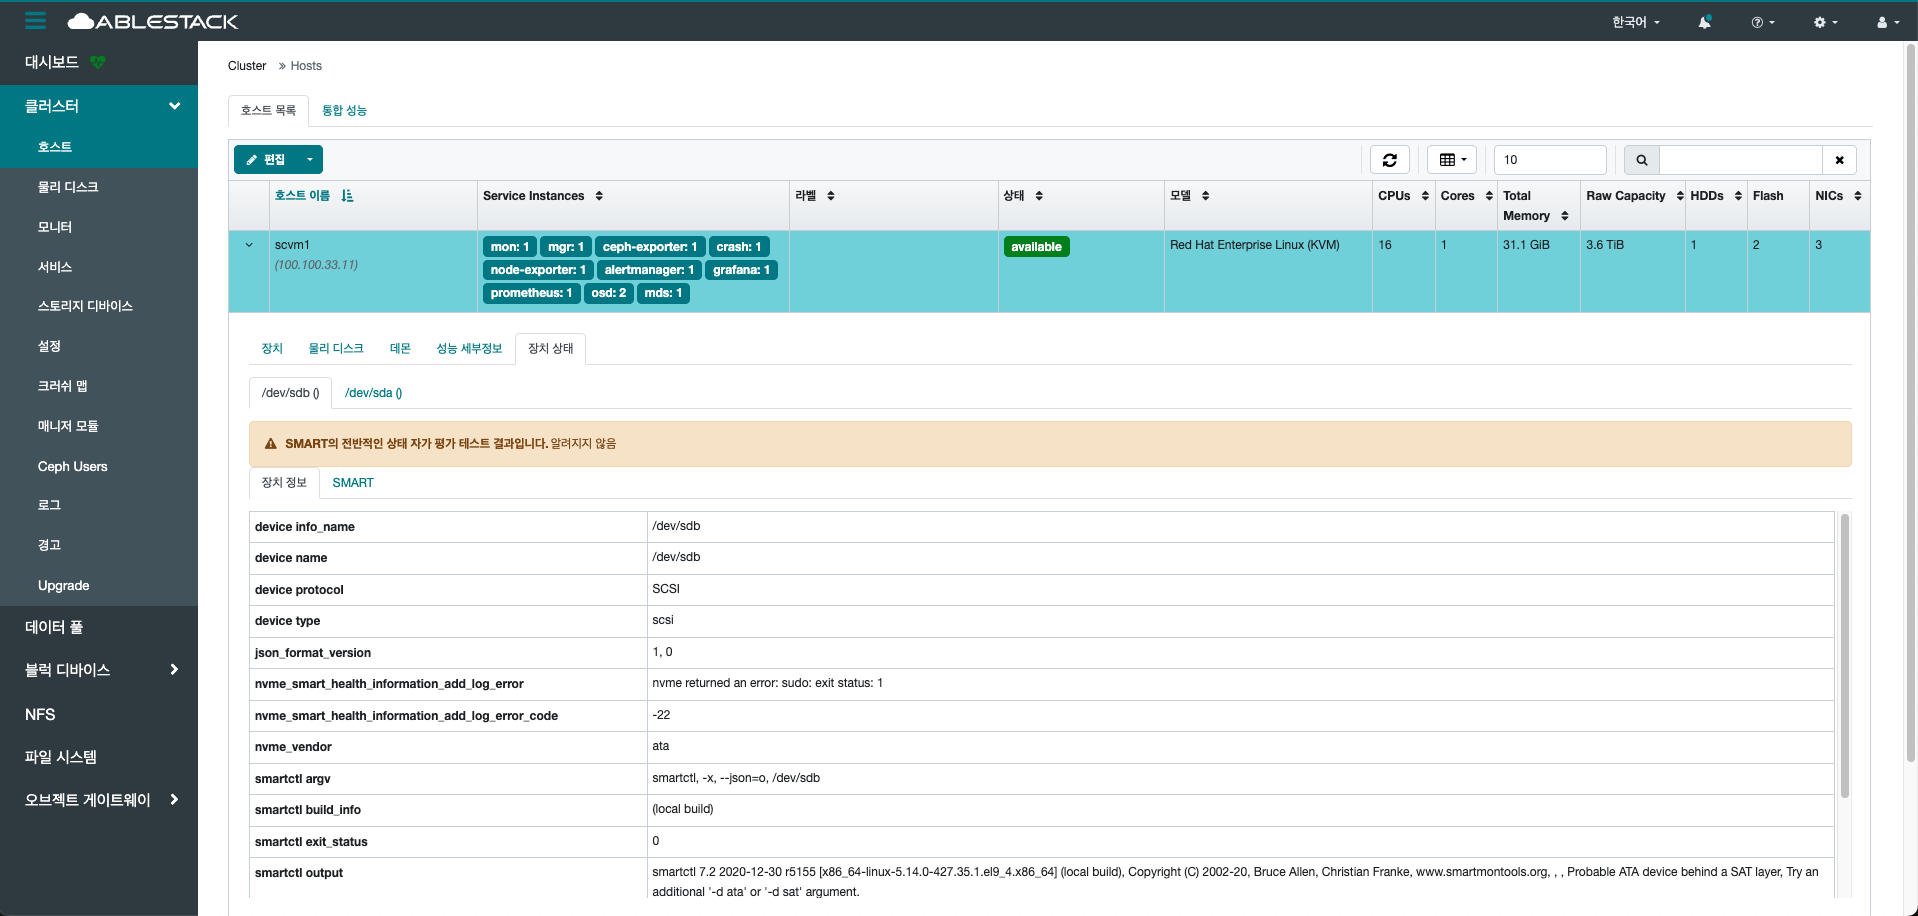 ABLESTACK
한국어
대시보드
클러스터
호스트
물리 디스크
모니터
서비스
스토리지 디바이스
설정
크러쉬 맵
매니저 모듈
Ceph Users
로그
경고
Upgrade
데이터 풀
블럭 디바이스
NFS
파일 시스템
오브젝트 게이트웨이
Cluster » Hosts
호스트 목록 통합 성능
편집 10
호스트 이름 Service Instances 라벨 상태 모델 CPUs Cores Total Memory Raw Capacity HDDs Flash NICs
scvm1
(100.100.33.11)
mon: 1 mgr: 1 ceph-exporter: 1 crash: 1
node-exporter: 1 alertmanager: 1 grafana: 1
prometheus: 1 osd: 2 mds: 1
available
Red Hat Enterprise Linux (KVM) 16 1 31.1 GiB 3.6 TiB 1 2 3
장치 물리 디스크 데몬 성능 세부정보 장치 상태
/dev/sdb () /dev/sda ()
SMART의 전반적인 상태 자가 평가 테스트 결과입니다. 알려지지 않음
장치 정보 SMART
device info_name /dev/sdb
device name /dev/sdb
device protocol SCSI
device type scsi
json_format_version 1, 0
nvme_smart_health_information_add_log_error nvme returned an error: sudo: exit status: 1
nvme_smart_health_information_add_log_error_code -22
nvme_vendor ata
smartctl argv smartctl, -x, --json=o, /dev/sdb
smartctl build_info (local build)
smartctl exit_status 0
smartctl output smartctl 7.2 2020-12-30 r5155 [x86_64-linux-5.14.0-427.35.1.el9_4.x86_64] (local build), Copyright (C) 2002-20, Bruce Allen, Christian Franke, www.smartmontools.org, , , Probable ATA device behind a SAT layer, Try an
additional '-d ata' or '-d sat' argument.